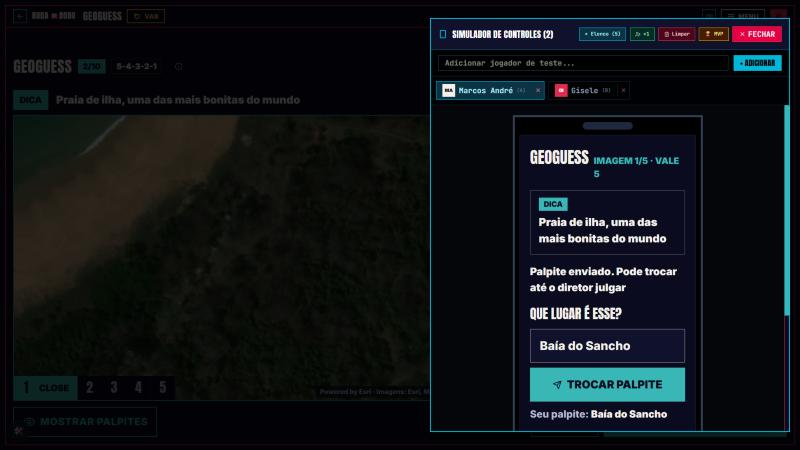 BUDA BOBO GEOGUESS VAR MENU
GEOGUESS 2/10 5-4-3-2-1
DICA Praia de ilha, uma das mais bonitas do mundo
1 CLOSE 2 3 4 5
Powered by Esri · Imagens: Esri, M
MOSTRAR PALPITES
SIMULADOR DE CONTROLES (2)
+ Elenco (5)
+1
Limpar
MVP
× FECHAR
Adicionar jogador de teste...
+ ADICIONAR
MAA Marcos André ×
Gisele ×
GEOGUESS IMAGEM 1/5 · VALE
5
DICA
Praia de ilha, uma das
mais bonitas do mundo
Palpite enviado. Pode trocar
até o diretor julgar
QUE LUGAR É ESSE?
Baía do Sancho
TROCAR PALPITE
Seu palpite: Baía do Sancho